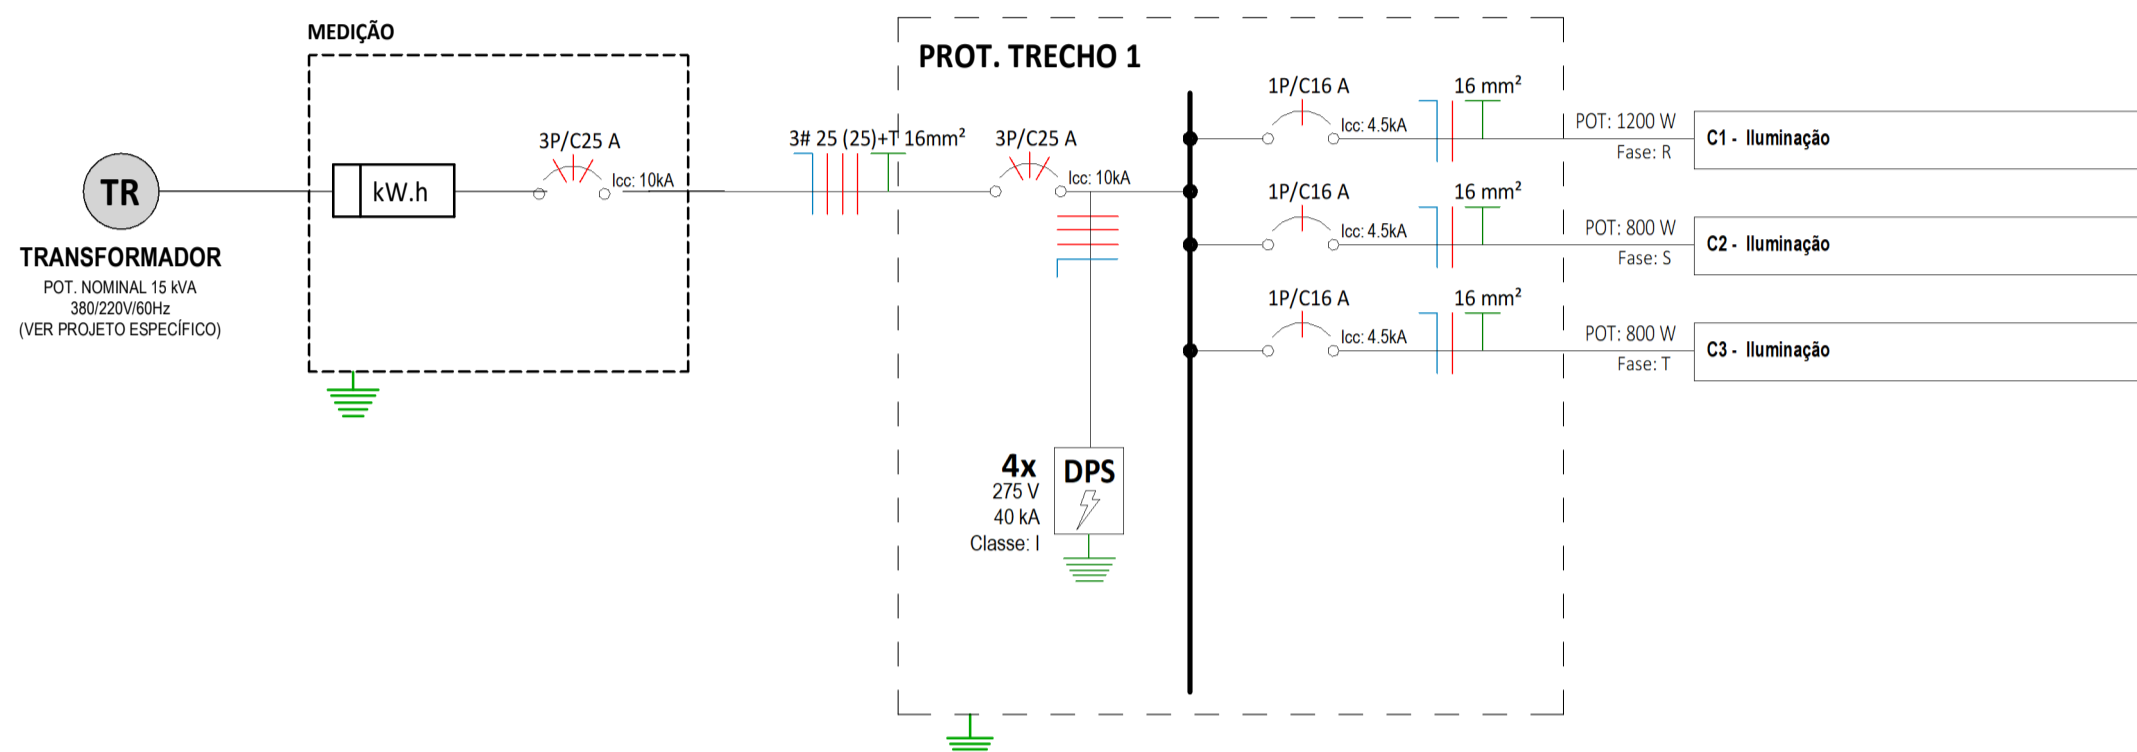 MEDIÇÃO
kW.h
3P/C25 A
Icc: 10kA
TR
TRANSFORMADOR
POT. NOMINAL 15 kVA
380/220V/60Hz
(VER PROJETO ESPECÍFICO)
3# 25 (25)+T 16mm²
PROT. TRECHO 1
3P/C25 A
Icc: 10kA
4x
275 V
40 kA
Classe: I
DPS
1P/C16 A
Icc: 4.5kA
16 mm²
POT: 1200 W
Fase: R
C1 - Iluminação
1P/C16 A
Icc: 4.5kA
16 mm²
POT: 800 W
Fase: S
C2 - Iluminação
1P/C16 A
Icc: 4.5kA
16 mm²
POT: 800 W
Fase: T
C3 - Iluminação